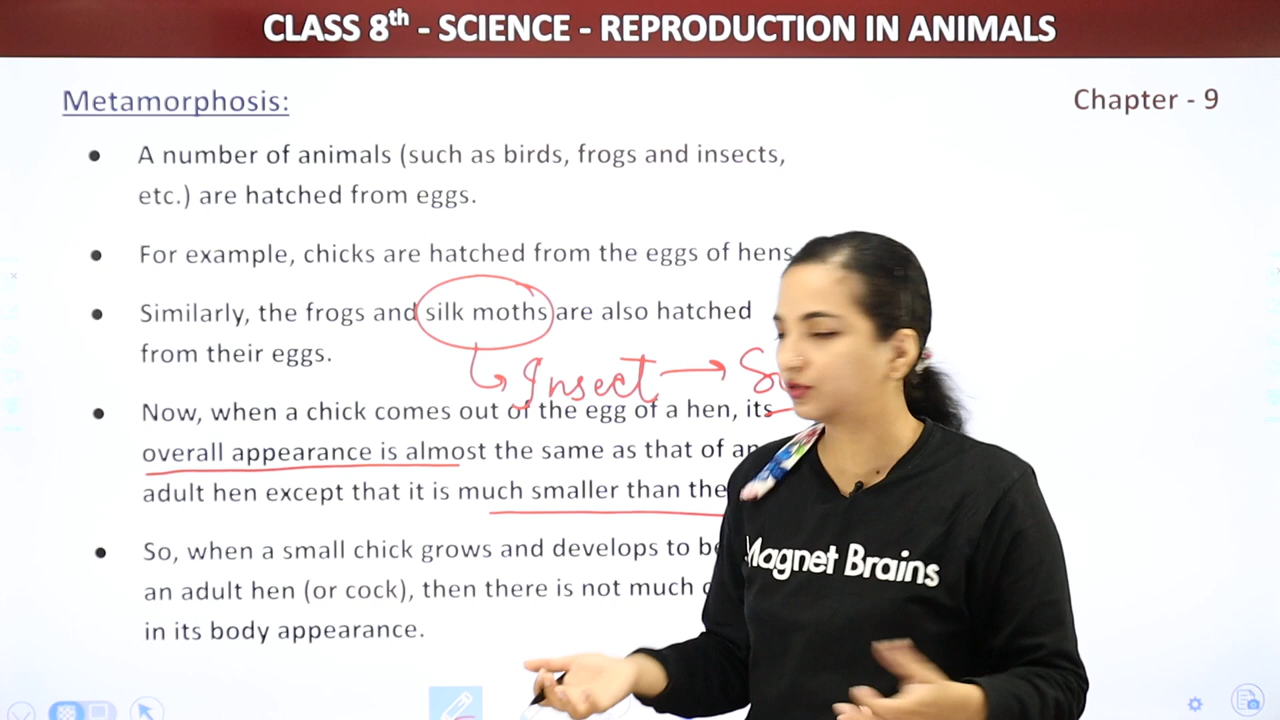 CLASS 8th - SCIENCE - REPRODUCTION IN ANIMALS
Metamorphosis:
Chapter - 9
● A number of animals (such as birds, frogs and insects,
etc.) are hatched from eggs.
● For example, chicks are hatched from the eggs of hens
● Similarly, the frogs and silk moths are also hatched
from their eggs.
Insect →
● Now, when a chick comes out of the egg of a hen, its
overall appearance is almost the same as that of an
adult hen except that it is much smaller than the
● So, when a small chick grows and develops to
an adult hen (or cock), then there is not much
in its body appearance.
Magnet Brains